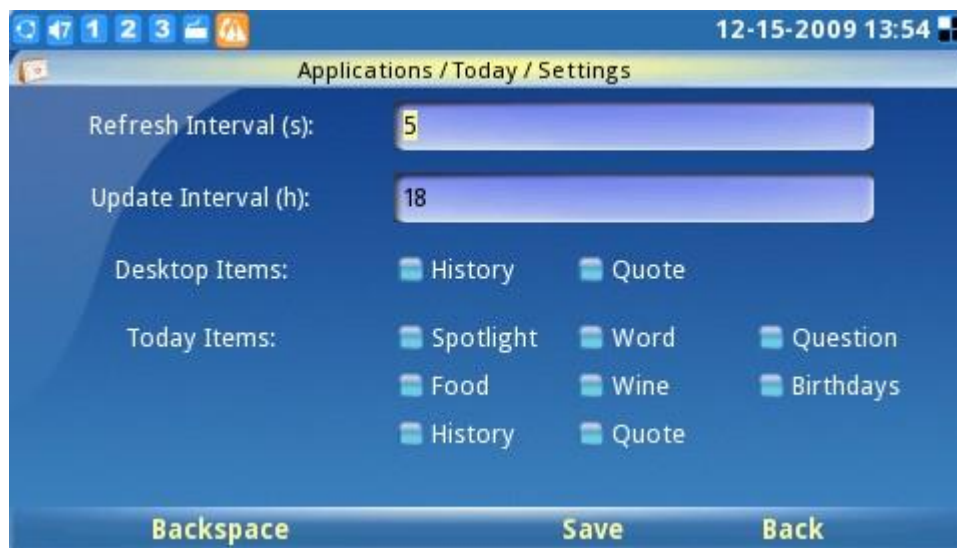 7 1 2 3 12-15-2009 13:54
Applications / Today / Settings
Refresh Interval (s): 5
Update Interval (h): 18
Desktop Items: History Quote
Today Items: Spotlight Word Question
Food Wine Birthdays
History Quote
Backspace Save Back